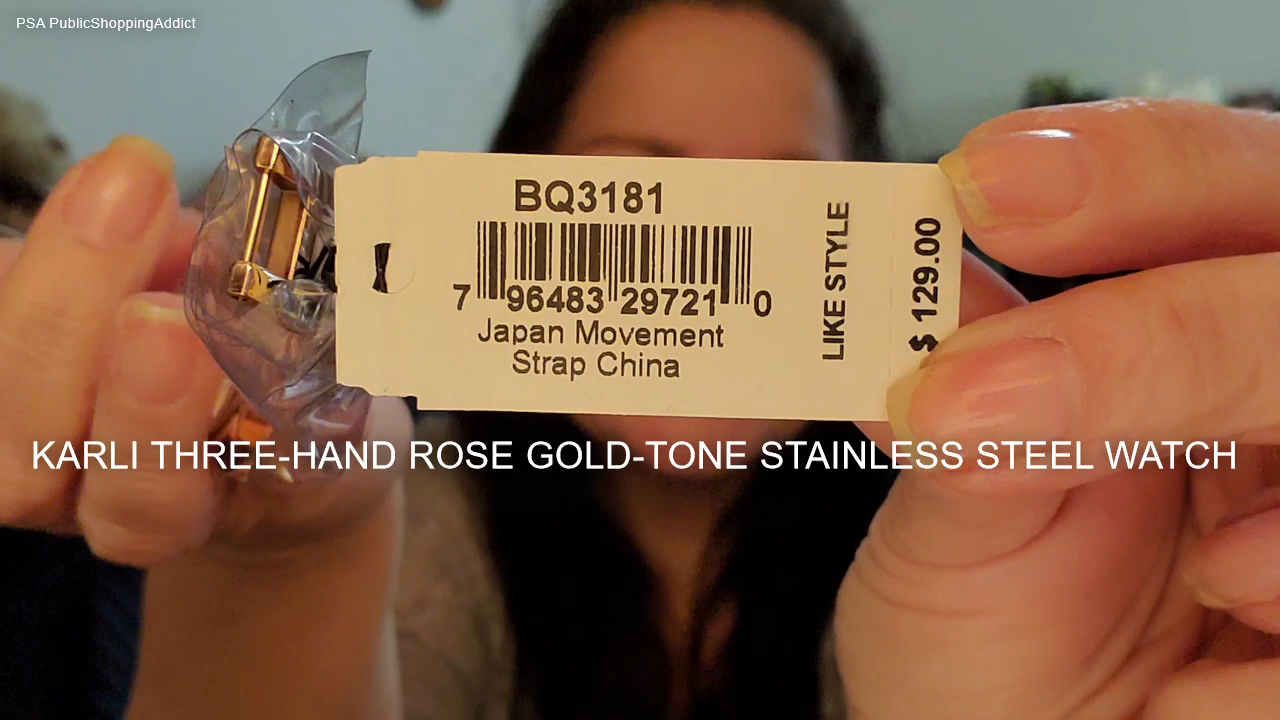 PSA PublicShoppingAddict
BQ3181
7 96483 29721 0
Japan Movement
Strap China
LIKE STYLE
$ 129.00
KARLI THREE-HAND ROSE GOLD-TONE STAINLESS STEEL WATCH